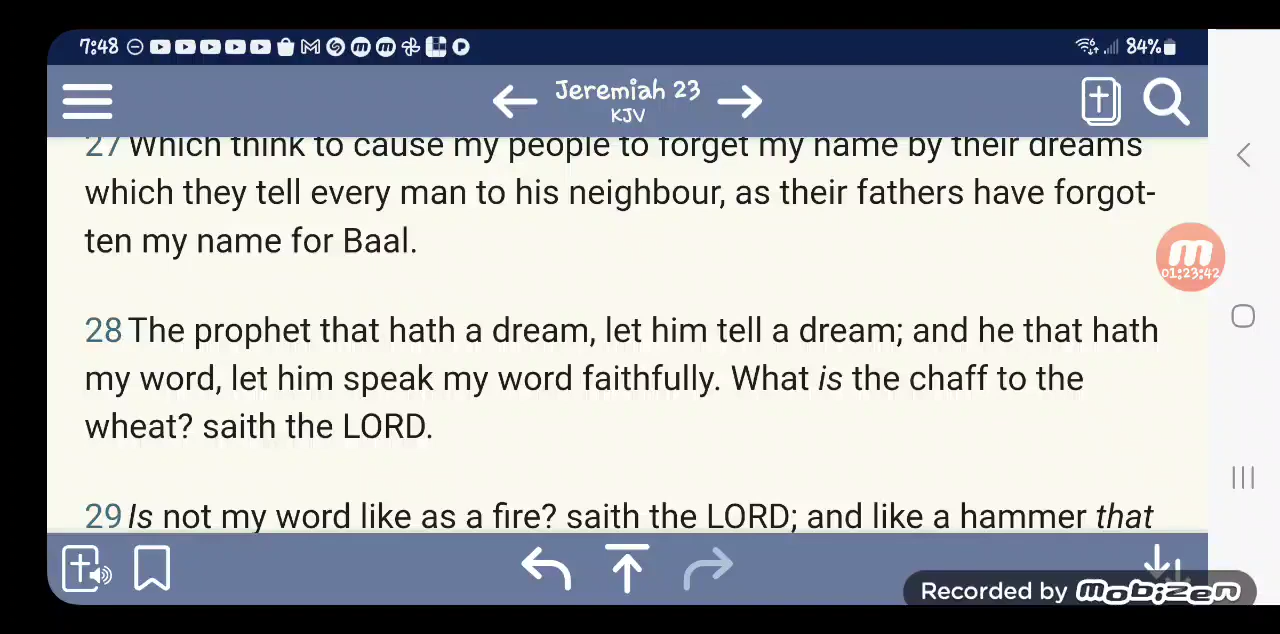 7:48 84%
Jeremiah 23
KJV
27 Which think to cause my people to forget my name by their dreams
which they tell every man to his neighbour, as their fathers have forgot-
ten my name for Baal.
01:23:42
28 The prophet that hath a dream, let him tell a dream; and he that hath
my word, let him speak my word faithfully. What is the chaff to the
wheat? saith the LORD.
29 Is not my word like as a fire? saith the LORD; and like a hammer that
Recorded by mobizen